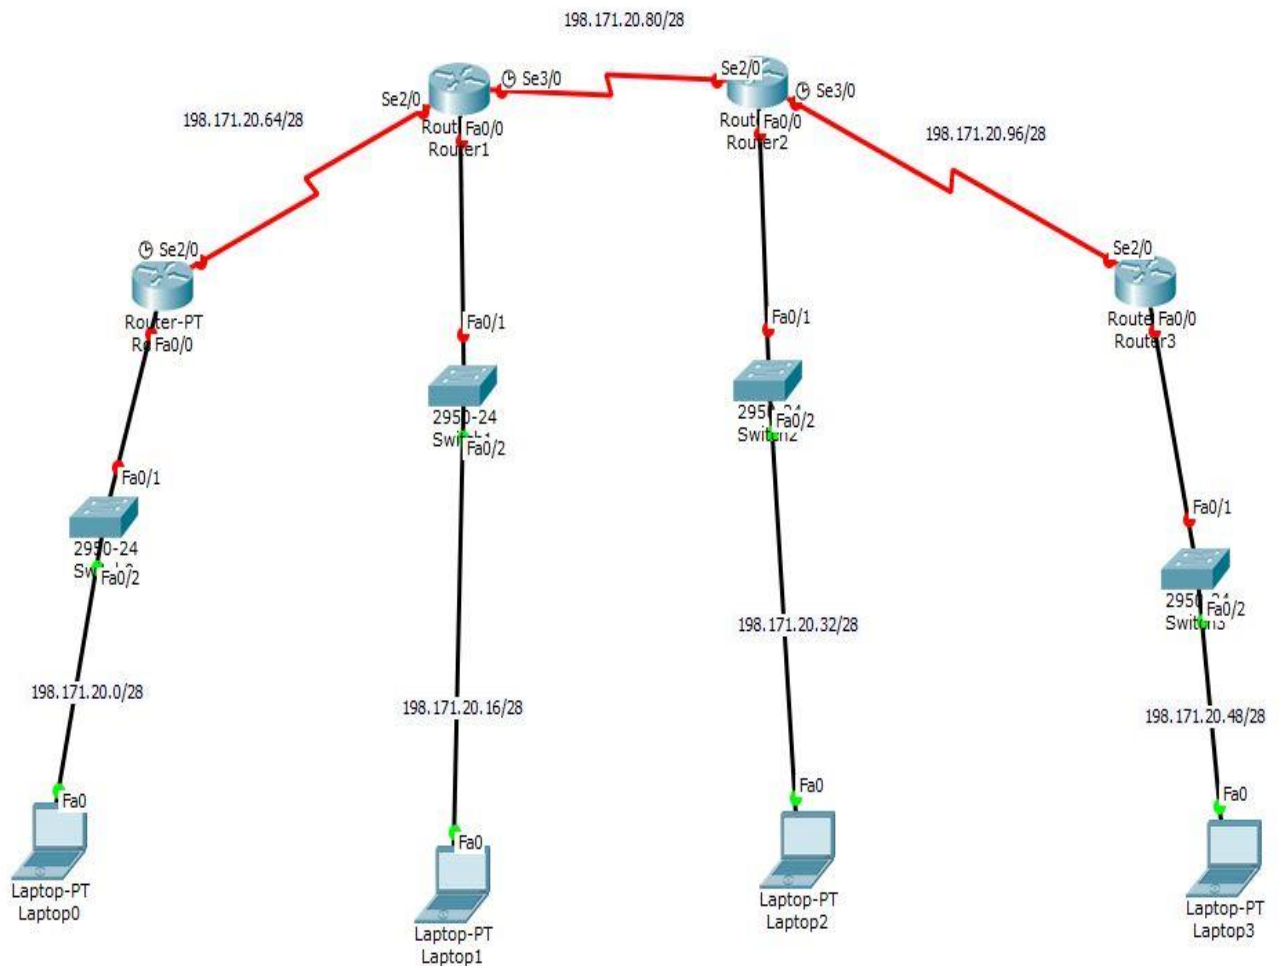 198.171.20.80/28
Se3/0
Se2/0
Se2/0
Se3/0
198.171.20.64/28
Fa0/0
Router1
Fa0/0
Router2
198.171.20.96/28
Se2/0
Se2/0
Router-PT
Fa0/0
Fa0/0
Router3
Fa0/1
Fa0/1
2950-24
Fa0/2
Fa0/2
Fa0/1
Fa0/1
2950-24
Fa0/2
Fa0/2
198.171.20.32/28
198.171.20.0/28
198.171.20.16/28
198.171.20.48/28
Fa0
Fa0
Fa0
Fa0
Laptop-PT
Laptop0
Laptop-PT
Laptop1
Laptop-PT
Laptop2
Laptop-PT
Laptop3